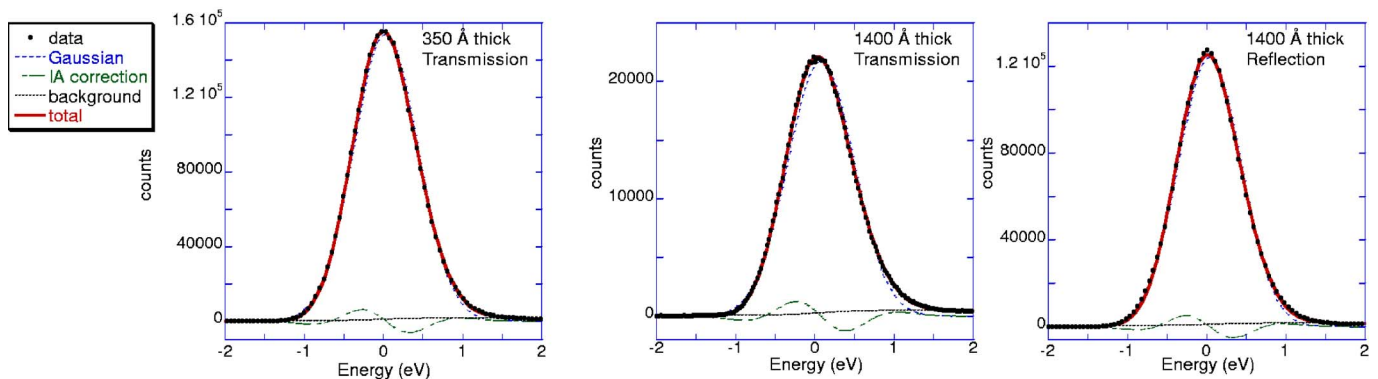 data
Gaussian
IA correction
background
total
1.6 10⁵
1.2 10⁵
80000
40000
0
counts
-2 -1 0 1 2
Energy (eV)
350 Å thick
Transmission
20000
10000
0
counts
-2 -1 0 1 2
Energy (eV)
1400 Å thick
Transmission
1.2 10⁵
80000
40000
0
counts
-2 -1 0 1 2
Energy (eV)
1400 Å thick
Reflection